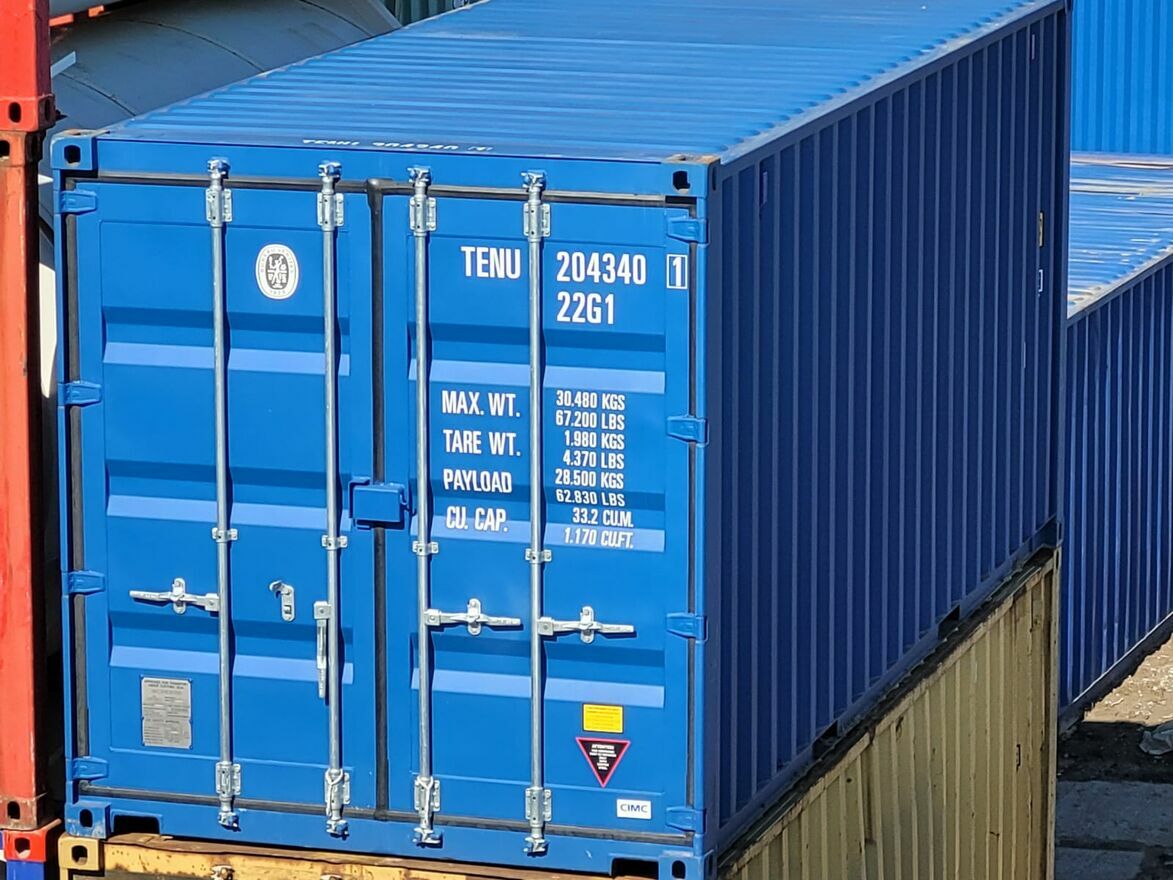 TENU 204340 1
22G1
MAX. WT. 30.480 KGS
67.200 LBS
TARE WT. 1.980 KGS
4.370 LBS
PAYLOAD 28.500 KGS
62.830 LBS
CU. CAP. 33.2 CU.M.
1.170 CU.FT.
CIMC